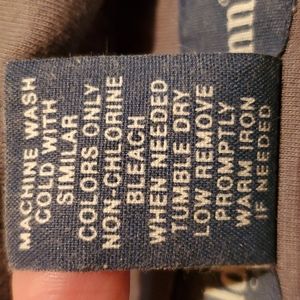 MACHINE WASH
COLD WITH
SIMILAR
COLORS ONLY
NON-CHLORINE
BLEACH
WHEN NEEDED
TUMBLE DRY
LOW REMOVE
PROMPTLY
WARM IRON
IF NEEDED